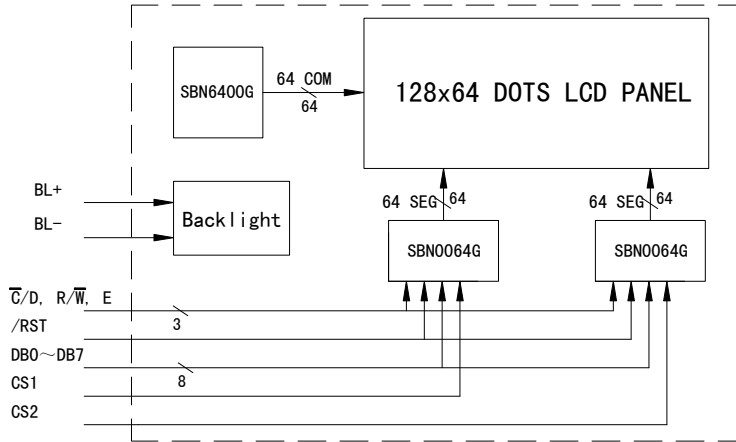 SBN6400G
64 COM
64
128x64 DOTS LCD PANEL
BL+
BL-
Backlight
64 SEG
64
64 SEG
64
SBN0064G
SBN0064G
C̅/D, R/W̅, E
3
/RST
DB0～DB7
8
CS1
CS2